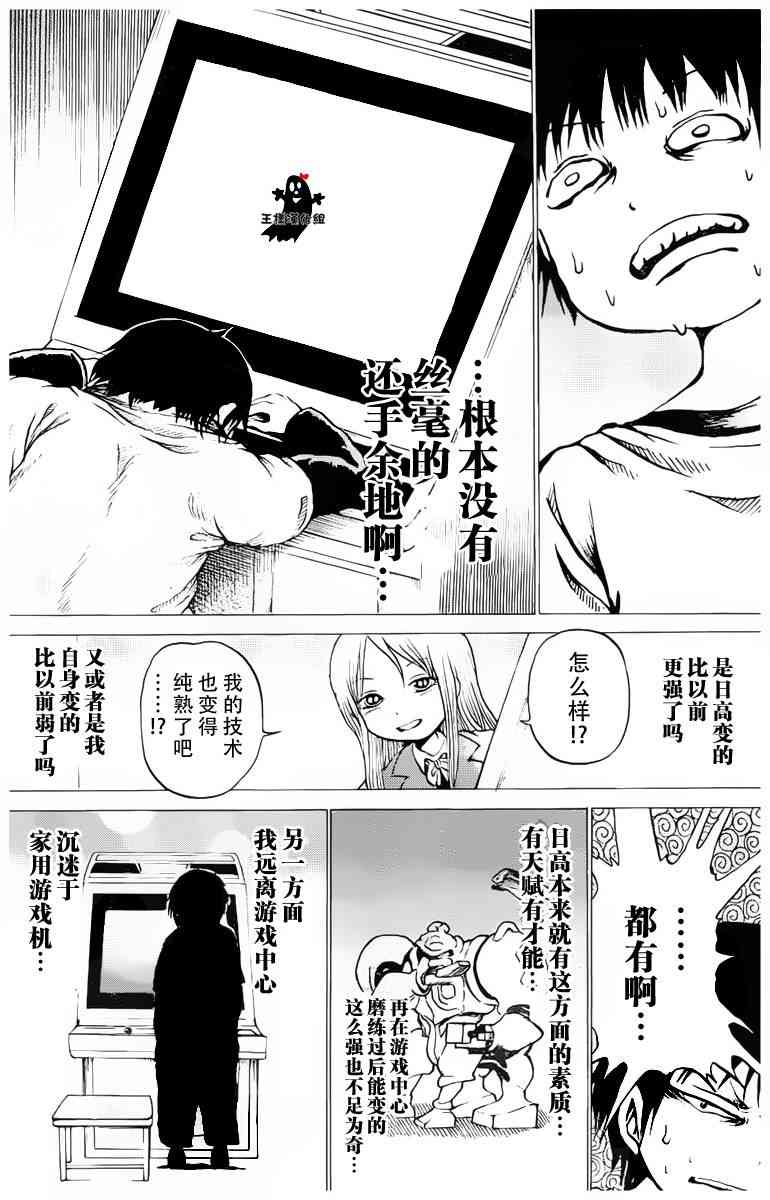 …根本没有
丝毫的
还手余地啊…
王様漢化組
是日高变的
比以前
更强了吗
怎么样!?
我的技术
也变得
纯熟了吧
……!?
又或者是我
自身变的
比以前弱了吗
……
都有啊…
日高本来就有这方面的素质…
有天赋有才能…
再在游戏中心
磨练过后能变的
这么强也不足为奇…
另一方面
我远离游戏中心
沉迷于
家用游戏机…